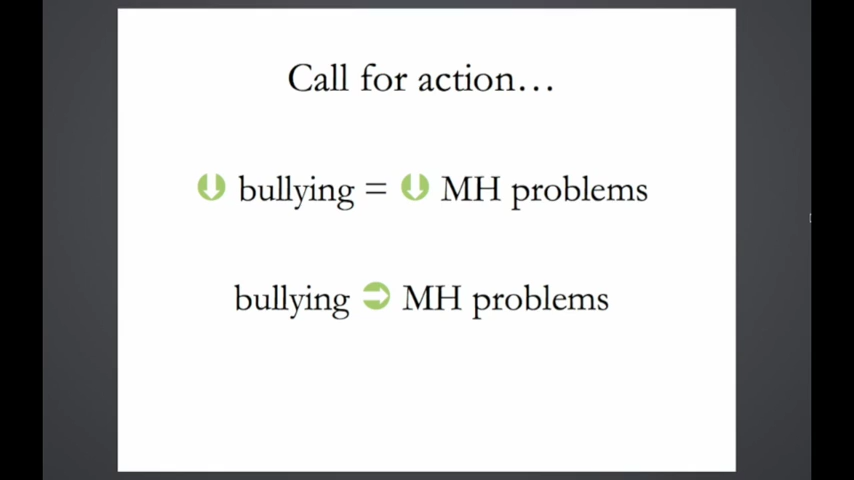 Call for action…
bullying = MH problems
bullying MH problems